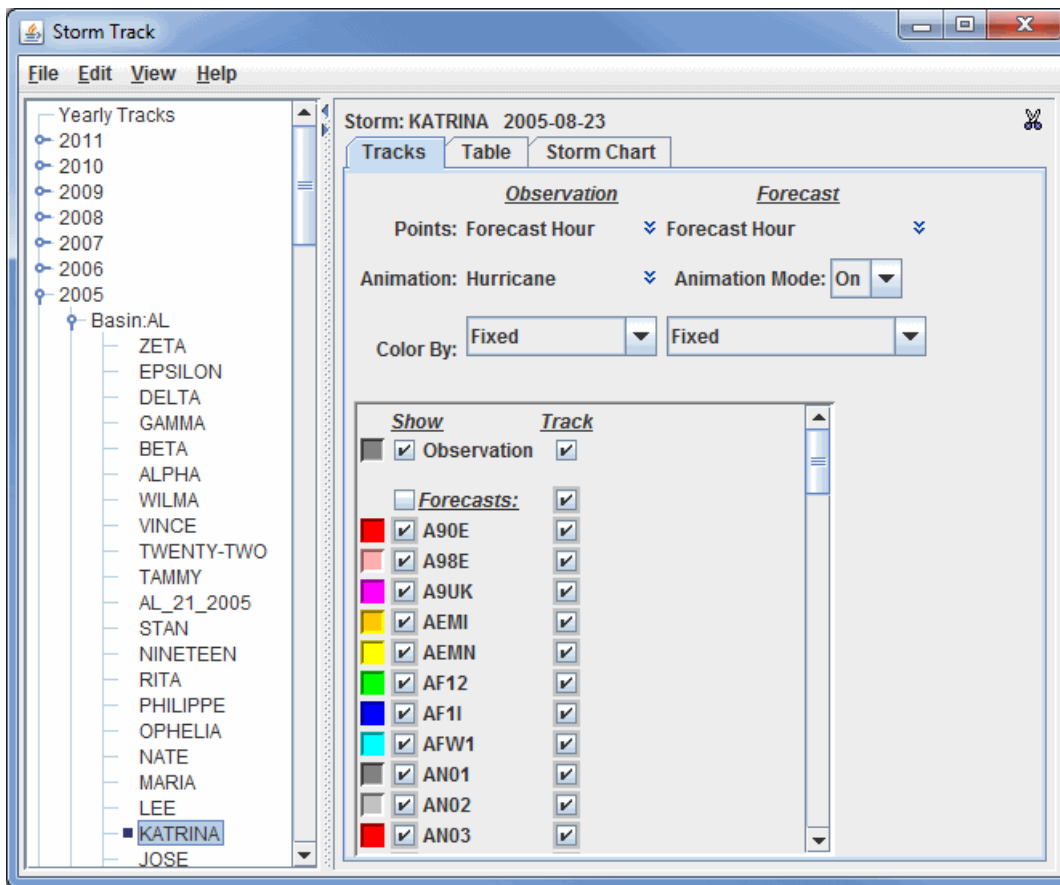 Storm Track
File Edit View Help
Yearly Tracks
2011
2010
2009
2008
2007
2006
2005
Basin:AL
ZETA
EPSILON
DELTA
GAMMA
BETA
ALPHA
WILMA
VINCE
TWENTY-TWO
TAMMY
AL_21_2005
STAN
NINETEEN
RITA
PHILIPPE
OPHELIA
NATE
MARIA
LEE
KATRINA
JOSE
Storm: KATRINA 2005-08-23
Tracks Table Storm Chart
Observation Forecast
Points: Forecast Hour Forecast Hour
Animation: Hurricane Animation Mode: On
Color By: Fixed Fixed
Show Track
Observation
Forecasts:
A90E
A98E
A9UK
AEMI
AEMN
AF12
AF1I
AFW1
AN01
AN02
AN03